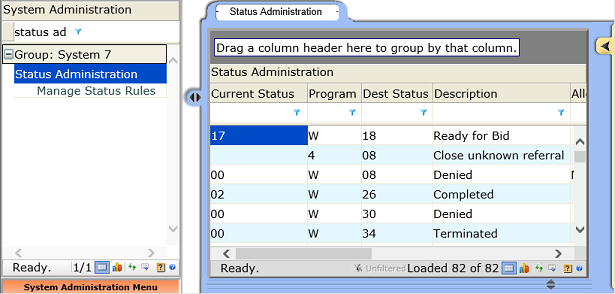 System Administration
status ad
Group: System 7
Status Administration
Manage Status Rules
Ready.
1/1
System Administration Menu
Status Administration
Drag a column header here to group by that column.
Status Administration
Current Status Program Dest Status Description All
17 W 18 Ready for Bid
4 08 Close unknown referral
00 W 08 Denied
02 W 26 Completed
00 W 30 Denied
00 W 34 Terminated
Ready. Unfiltered Loaded 82 of 82